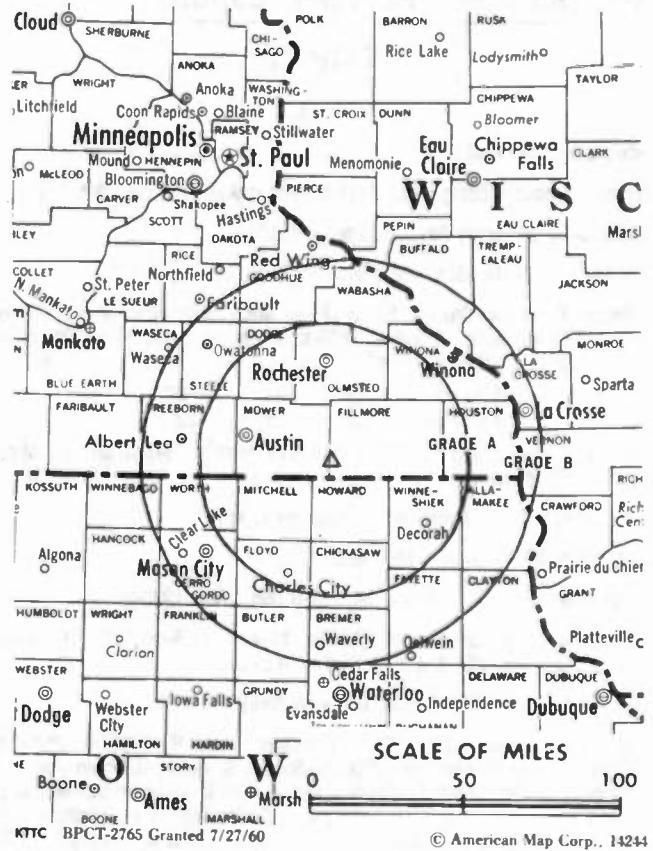 Cloud
SHERBURNE
CHI-
SAGO
POLK
BARRON
Rice Lake
RUSK
Ladysmith
TAYLOR
WRIGHT
ANOKA
Anoka
WASHING-
TON
Litchfield
Coon Rapids
Blaine
RAMSEY
Stillwater
ST. CROIX
DUNN
CHIPPEWA
Bloomer
Minneapolis
St. Paul
Mound
HENNEPIN
Menomonie
Eau
Claire
Chippewa
Falls
CLARK
McLEOD
Bloomington
CARVER
Shakopee
SCOTT
Hastings
PIERCE
W I S C
DAKOTA
PEPIN
EAU CLAIRE
Marsl
BLEY
RICE
Northfield
Red Wing
GOODHUE
BUFFALO
TREMP-
EALEAU
COLLET
St. Peter
N. Mankato
LE SUEUR
Faribault
WABASHA
JACKSON
Mankato
WASECA
Waseca
Owatonna
DODGE
Rochester
WINONA
Winona
LA
CROSSE
MONROE
Sparta
BLUE EARTH
STEELE
OLMSTED
FARIBAULT
FREEBORN
MOWER
FILLMORE
HOUSTON
La Crosse
Albert Lea
Austin
GRADE A
VERNON
GRADE B
KOSSUTH
WINNEBAGO
WORTH
MITCHELL
HOWARD
WINNE-
SHIEK
ALLA-
MAKEE
CRAWFORD
RICH
Rich
Cen
HANCOCK
Clear Lake
Decorah
Algona
Mason City
CERRO
GORDO
FLOYD
Charles City
CHICKASAW
FAYETTE
CLAYTON
Prairie du Chien
GRANT
HUMBOLDT
WRIGHT
Clarion
FRANKLIN
BUTLER
BREMER
Waverly
Oelwein
Platteville
WEBSTER
Dodge
Webster
City
Iowa Falls
GRUNDY
Cedar Falls
Waterloo
Evansdale
BUCHANAN
Independence
DELAWARE
DUBUQUE
Dubuque
HAMILTON
HARDIN
O W
STORY
Boone
BOONE
Ames
Marsh
MARSHALL
SCALE OF MILES
0 50 100
KTTC BPCT-2765 Granted 7/27/60
© American Map Corp., 14244